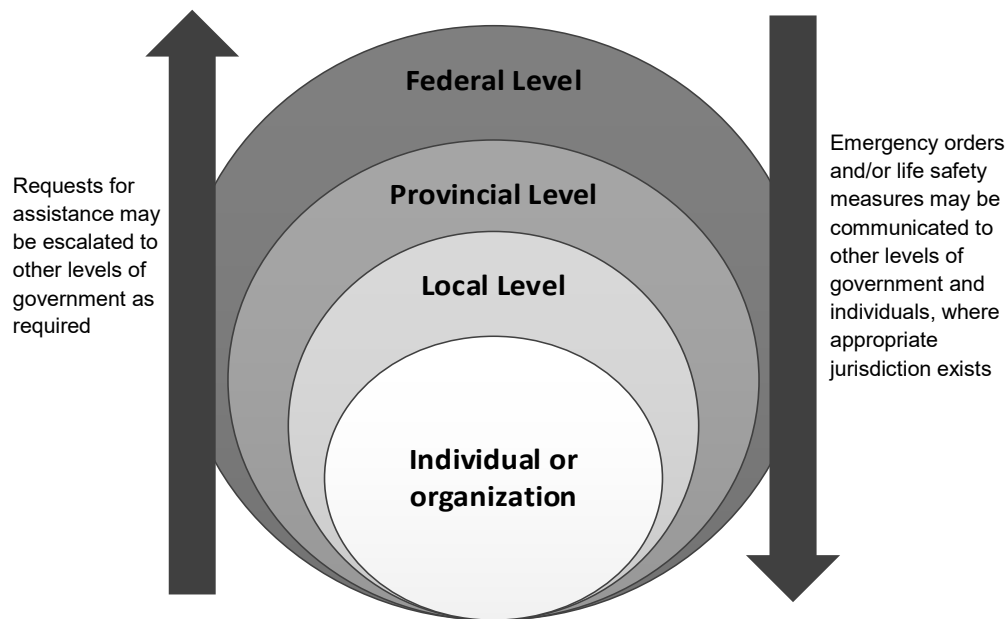 Federal Level
Provincial Level
Local Level
Individual or
organization
Requests for
assistance may
be escalated to
other levels of
government as
required
Emergency orders
and/or life safety
measures may be
communicated to
other levels of
government and
individuals, where
appropriate
jurisdiction exists